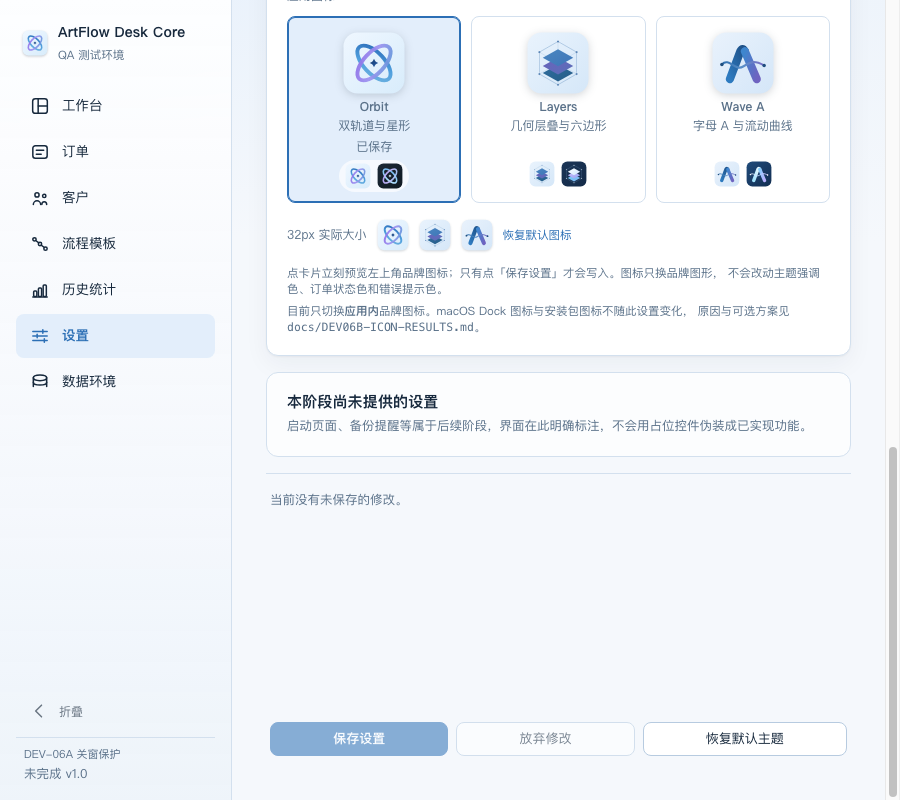 ArtFlow Desk Core
QA 测试环境
工作台
订单
客户
流程模板
历史统计
设置
数据环境
折叠
DEV-06A 关窗保护
未完成 v1.0
Orbit
双轨道与星形
已保存
Layers
几何层叠与六边形
Wave A
字母 A 与流动曲线
32px 实际大小
恢复默认图标
点卡片立刻预览左上角品牌图标；只有点「保存设置」才会写入。图标只换品牌图形， 不会改动主题强调
色、订单状态色和错误提示色。
目前只切换应用内品牌图标。macOS Dock 图标与安装包图标不随此设置变化， 原因与可选方案见
docs/DEV06B-ICON-RESULTS.md。
本阶段尚未提供的设置
启动页面、备份提醒等属于后续阶段，界面在此明确标注，不会用占位控件伪装成已实现功能。
当前没有未保存的修改。
保存设置
放弃修改
恢复默认主题